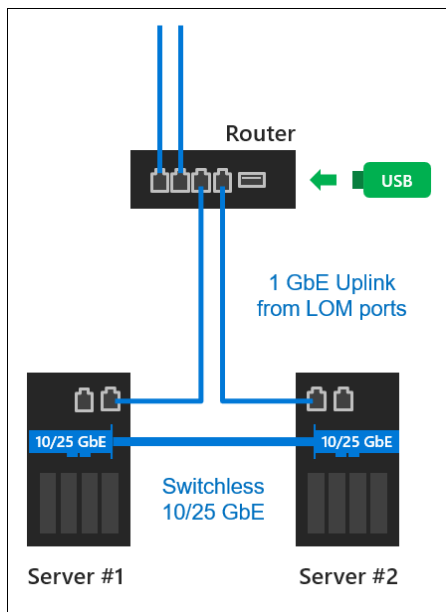 Router
USB
1 GbE Uplink
from LOM ports
10/25 GbE
10/25 GbE
Switchless
10/25 GbE
Server #1
Server #2